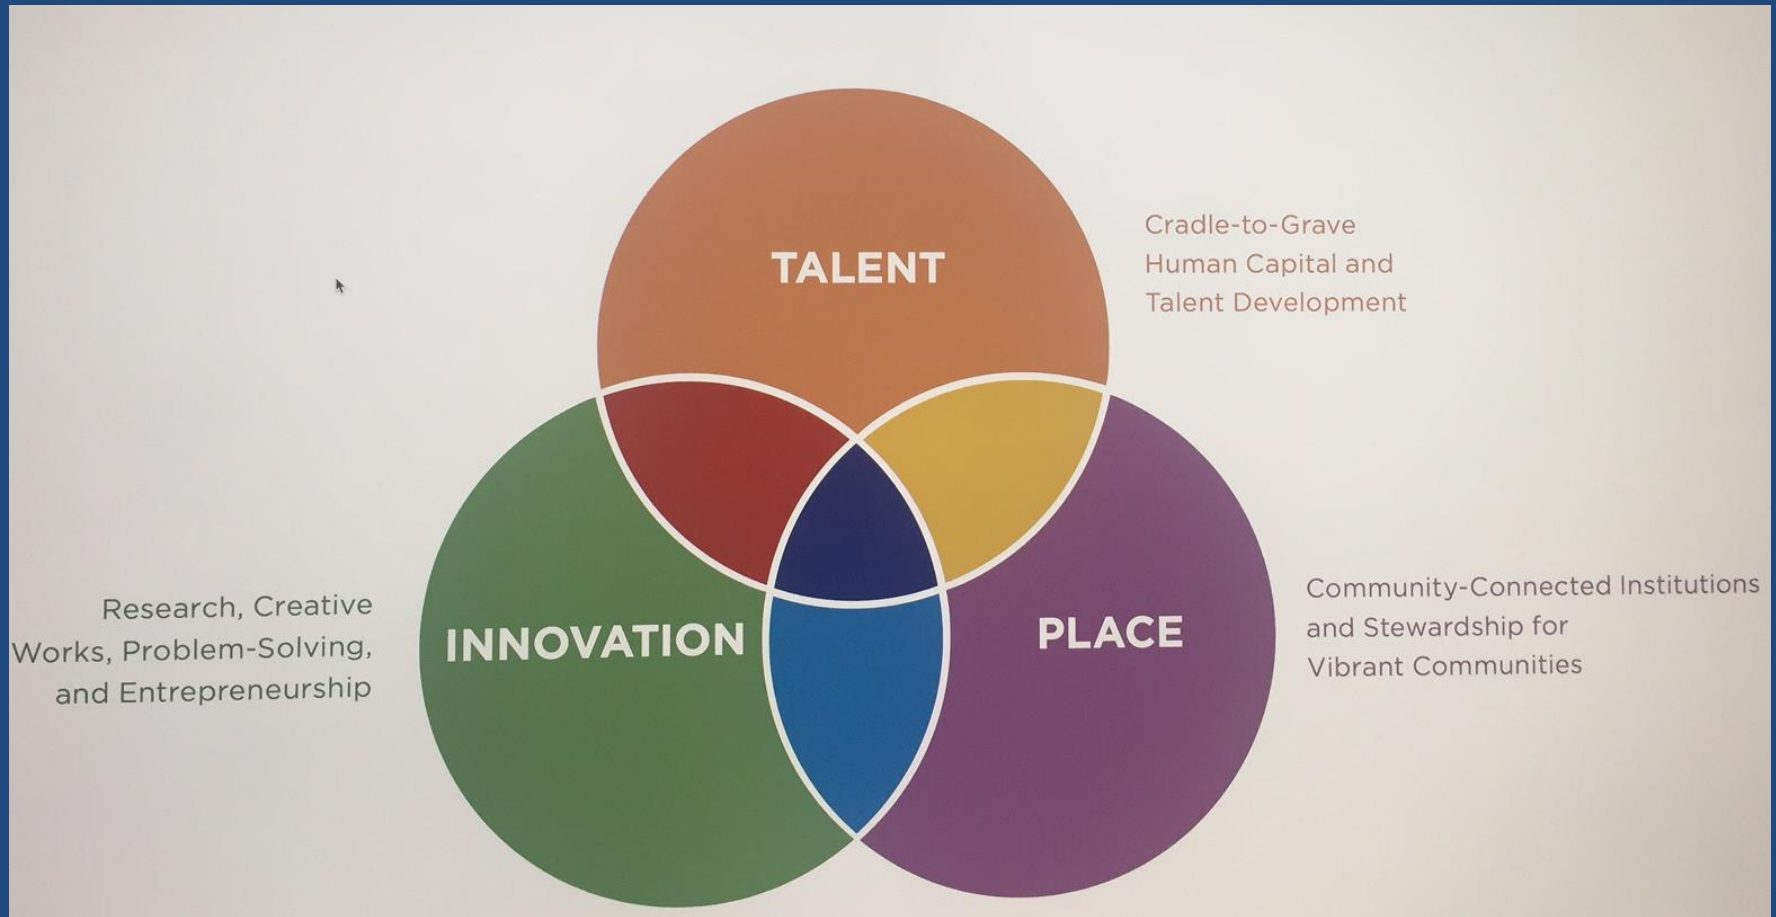 TALENT
Cradle-to-Grave
Human Capital and
Talent Development
INNOVATION
Research, Creative
Works, Problem-Solving,
and Entrepreneurship
PLACE
Community-Connected Institutions
and Stewardship for
Vibrant Communities